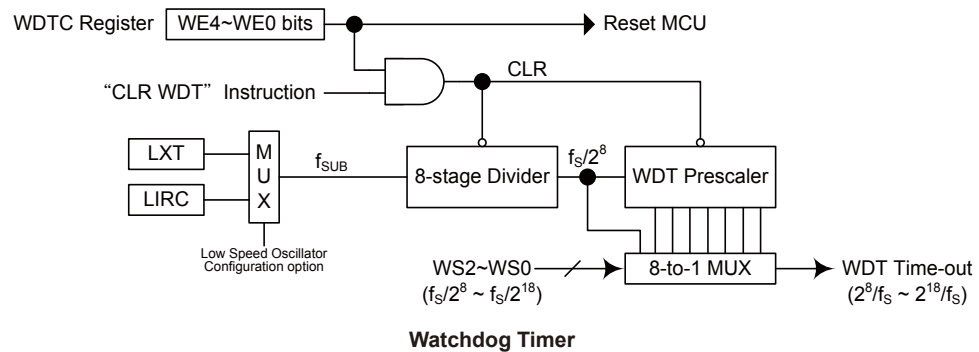 WDTC Register WE4~WE0 bits Reset MCU
CLR
“CLR WDT” Instruction
LXT
M
U
X
fSUB
8-stage Divider
fS/2^8
WDT Prescaler
LIRC
Low Speed Oscillator
Configuration option
WS2~WS0
(fS/2^8 ~ fS/2^18)
8-to-1 MUX
WDT Time-out
(2^8/fS ~ 2^18/fS)
Watchdog Timer